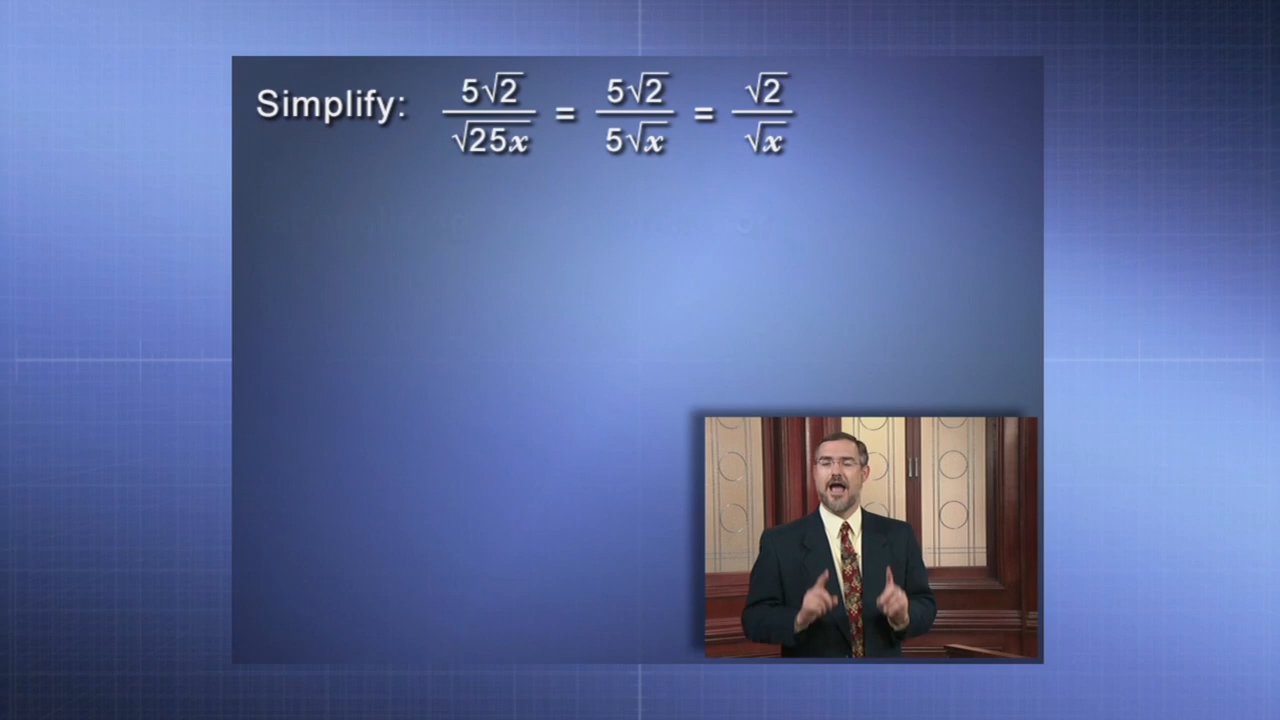 Simplify: 5√2/√25x = 5√2/5√x = √2/√x